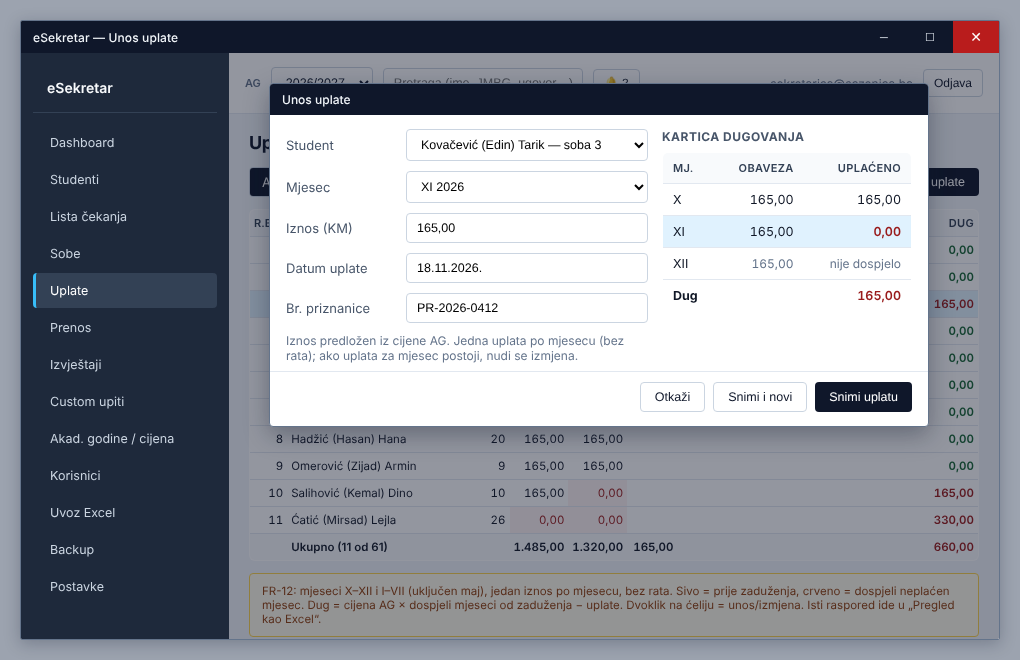 eSekretar — Unos uplate
eSekretar
Dashboard
Studenti
Lista čekanja
Sobe
Uplate
Prenos
Izvještaji
Custom upiti
Akad. godine / cijena
Korisnici
Uvoz Excel
Backup
Postavke
AG
2026/2027
Pretraga (ime, JMBG, ugovor...)
Odjava
Unos uplate
Student
Kovačević (Edin) Tarik — soba 3
Mjesec
XI 2026
Iznos (KM)
165,00
Datum uplate
18.11.2026.
Br. priznanice
PR-2026-0412
Iznos predložen iz cijene AG. Jedna uplata po mjesecu (bez
rata); ako uplata za mjesec postoji, nudi se izmjena.
KARTICA DUGOVANJA
MJ. OBAVEZA UPLAĆENO
X 165,00 165,00
XI 165,00 0,00
XII 165,00 nije dospjelo
Dug 165,00
Otkaži
Snimi i novi
Snimi uplatu
uplate
DUG
0,00
0,00
165,00
0,00
0,00
0,00
0,00
8 Hadžić (Hasan) Hana 20 165,00 165,00 0,00
9 Omerović (Zijad) Armin 9 165,00 165,00 0,00
10 Salihović (Kemal) Dino 10 165,00 0,00 165,00
11 Ćatić (Mirsad) Lejla 26 0,00 0,00 330,00
Ukupno (11 od 61) 1.485,00 1.320,00 165,00 660,00
FR-12: mjeseci X–XII i I–VII (uključen maj), jedan iznos po mjesecu, bez rata. Sivo = prije zaduženja, crveno = dospjeli neplaćen
mjesec. Dug = cijena AG × dospjeli mjeseci od zaduženja − uplate. Dvoklik na ćeliju = unos/izmjena. Isti raspored ide u „Pregled
kao Excel“.